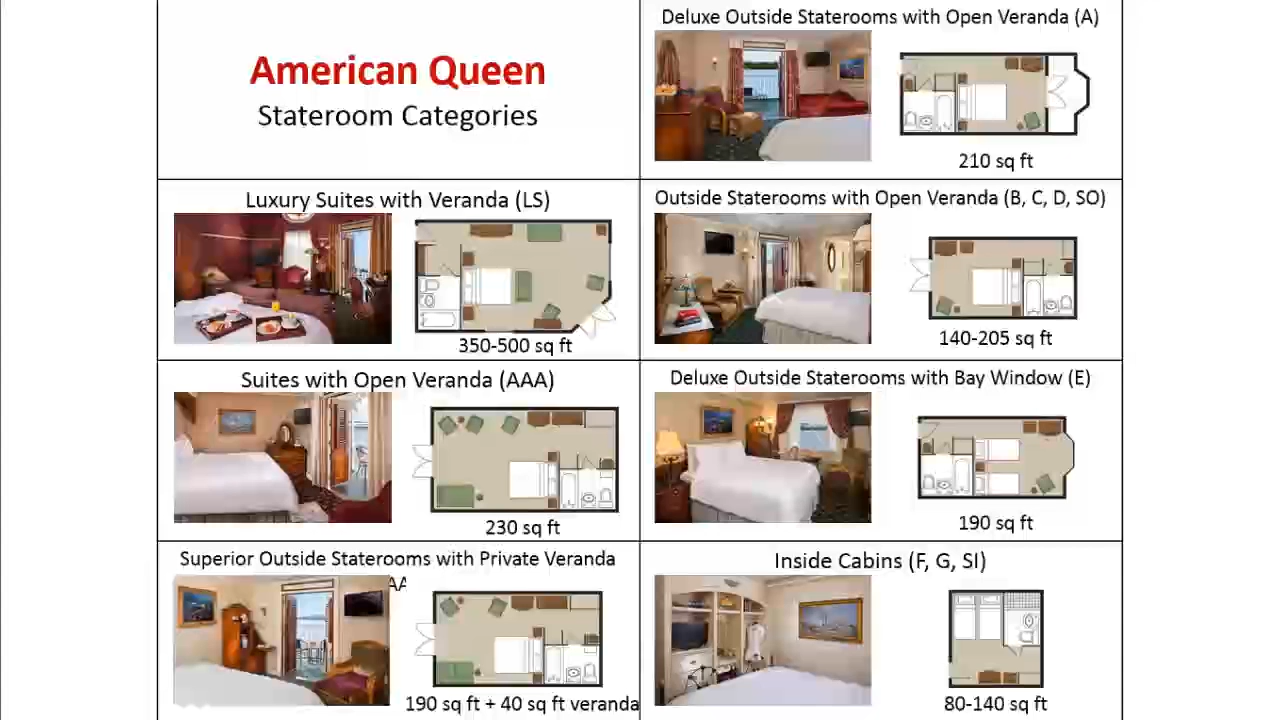 American Queen
Stateroom Categories
Deluxe Outside Staterooms with Open Veranda (A)
210 sq ft
Luxury Suites with Veranda (LS)
350-500 sq ft
Outside Staterooms with Open Veranda (B, C, D, SO)
140-205 sq ft
Suites with Open Veranda (AAA)
230 sq ft
Deluxe Outside Staterooms with Bay Window (E)
190 sq ft
Superior Outside Staterooms with Private Veranda
190 sq ft + 40 sq ft veranda
Inside Cabins (F, G, SI)
80-140 sq ft